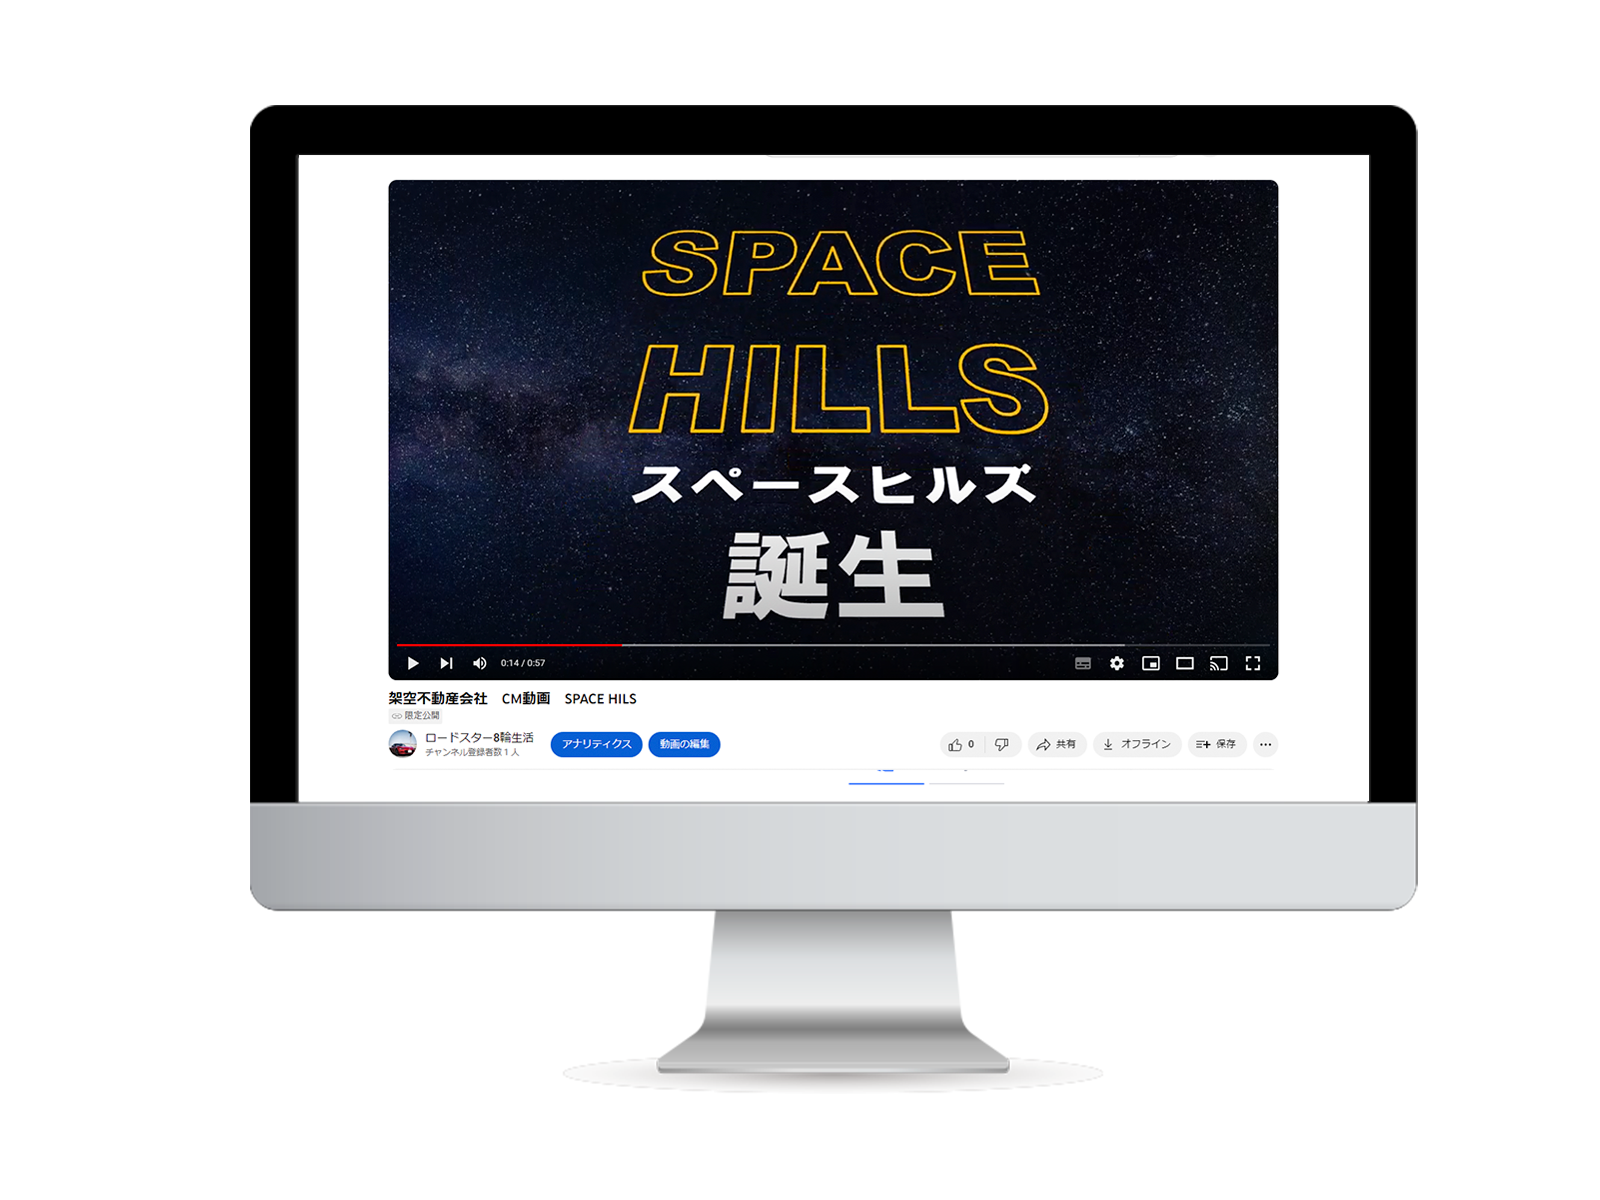 SPACE
HILLS
スペースヒルズ
誕生
0:14 / 0:57
架空不動産会社　CM動画　SPACE HILS
限定公開
ロードスター8輪生活
チャンネル登録者数 1 人
アナリティクス
動画の編集
0
共有
オフライン
保存